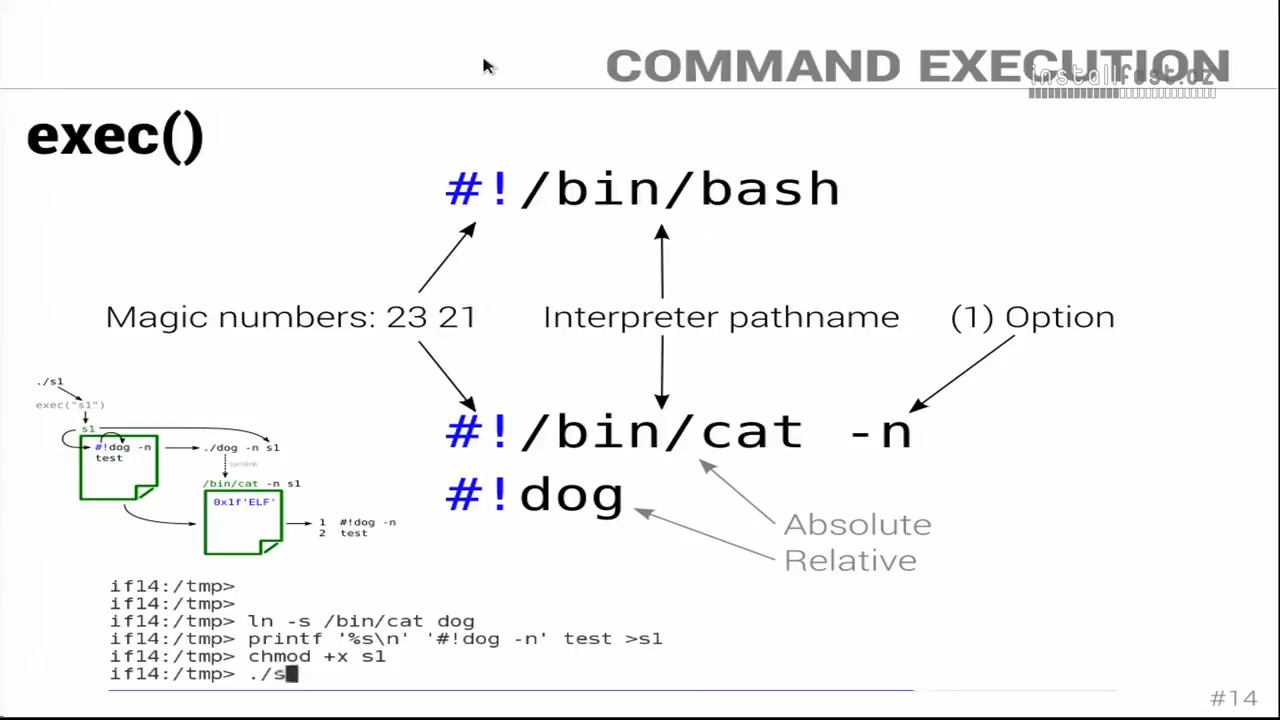 COMMAND EXECUTION
installfest.cz
exec()
#!/bin/bash
Magic numbers: 23 21
Interpreter pathname
(1) Option
./s1
exec("s1")
s1
#!dog -n
test
./dog -n s1
symlink
/bin/cat -n s1
0x1f'ELF'
1 #!dog -n
2 test
#!/bin/cat -n
#!dog
Absolute
Relative
if14:/tmp>
if14:/tmp>
if14:/tmp> ln -s /bin/cat dog
if14:/tmp> printf '%s\n' '#!dog -n' test >s1
if14:/tmp> chmod +x s1
if14:/tmp> ./s
#14